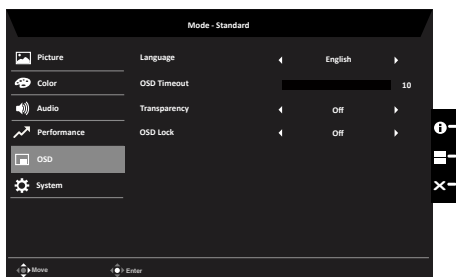 Mode - Standard
Picture
Language
English
Color
OSD Timeout
10
Audio
Transparency
Off
Performance
OSD Lock
Off
OSD
System
Move
Enter